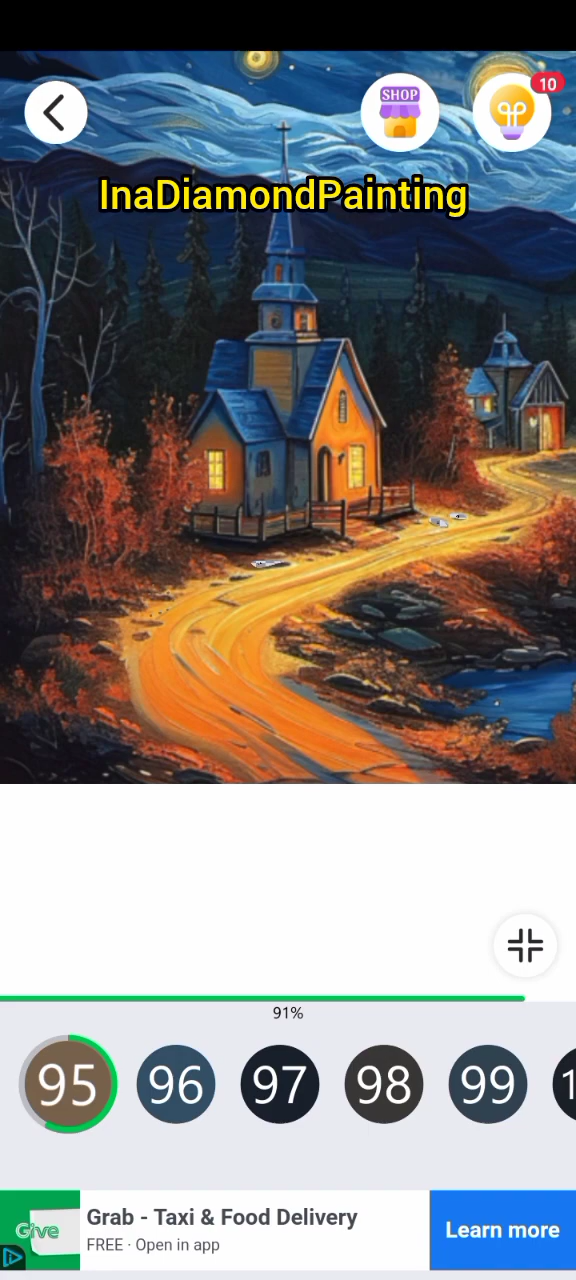 SHOP
10
InaDiamondPainting
91%
95 96 97 98 99 1
Give
Grab - Taxi & Food Delivery
FREE · Open in app
Learn more